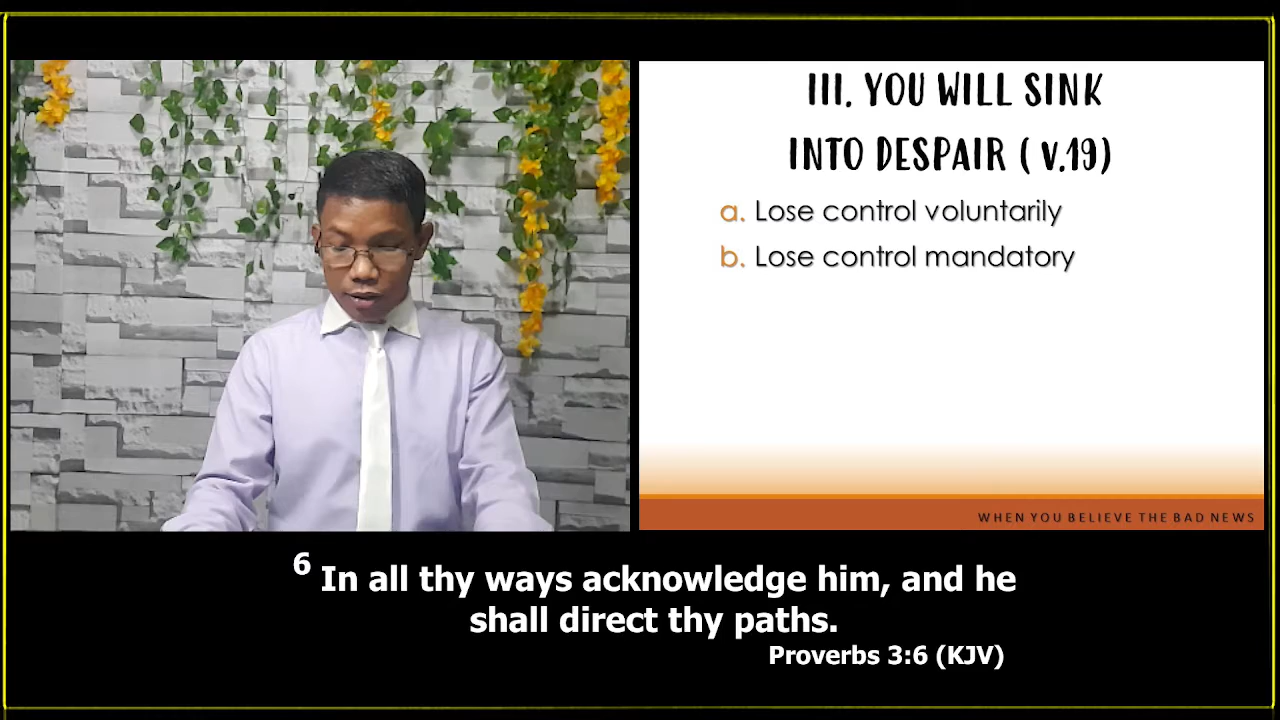 III. YOU WILL SINK
INTO DESPAIR ( V.19)
a. Lose control voluntarily
b. Lose control mandatory
WHEN YOU BELIEVE THE BAD NEWS
6 In all thy ways acknowledge him, and he
shall direct thy paths.
Proverbs 3:6 (KJV)